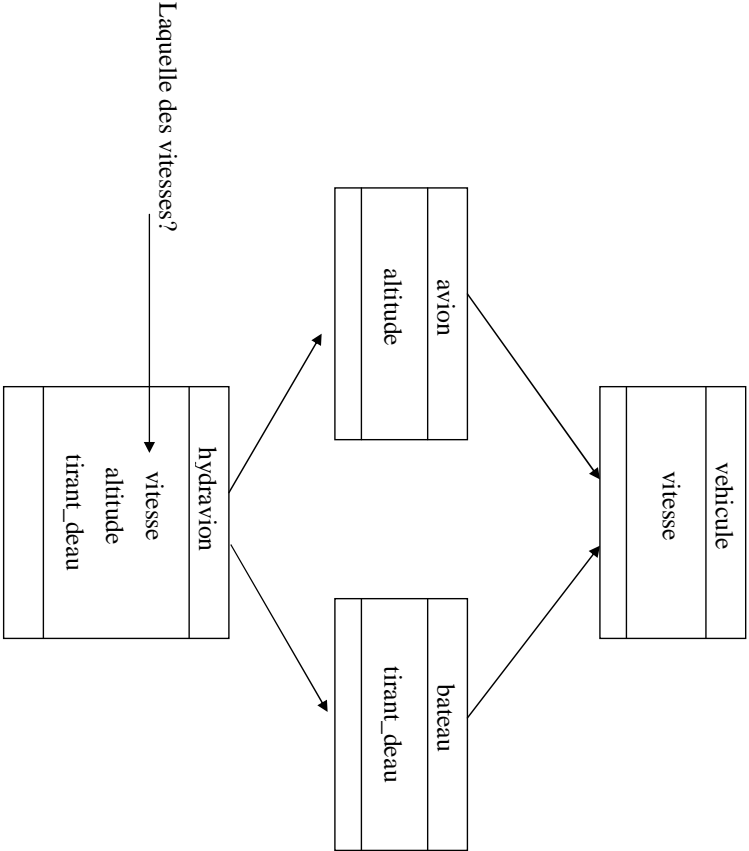 vehicule
vitesse
avion
altitude
bateau
tirant_deau
hydravion
vitesse
altitude
tirant_deau
Laquelle des vitesses?